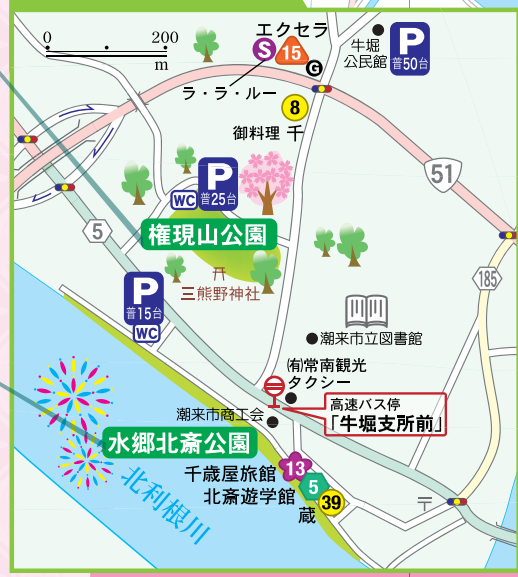 0 200
m
エクセラ
S
15
G
ラ・ラ・ルー
牛堀
公民館
P
普50台
8
御料理 千
51
P
普25台
WC
5
権現山公園
185
三熊野神社
P
普15台
WC
潮来市立図書館
(有)常南観光
タクシー
高速バス停
「牛堀支所前」
潮来市商工会
水郷北斎公園
千歳屋旅館
13
北斎遊学館
5
蔵
39
〒
北利根川